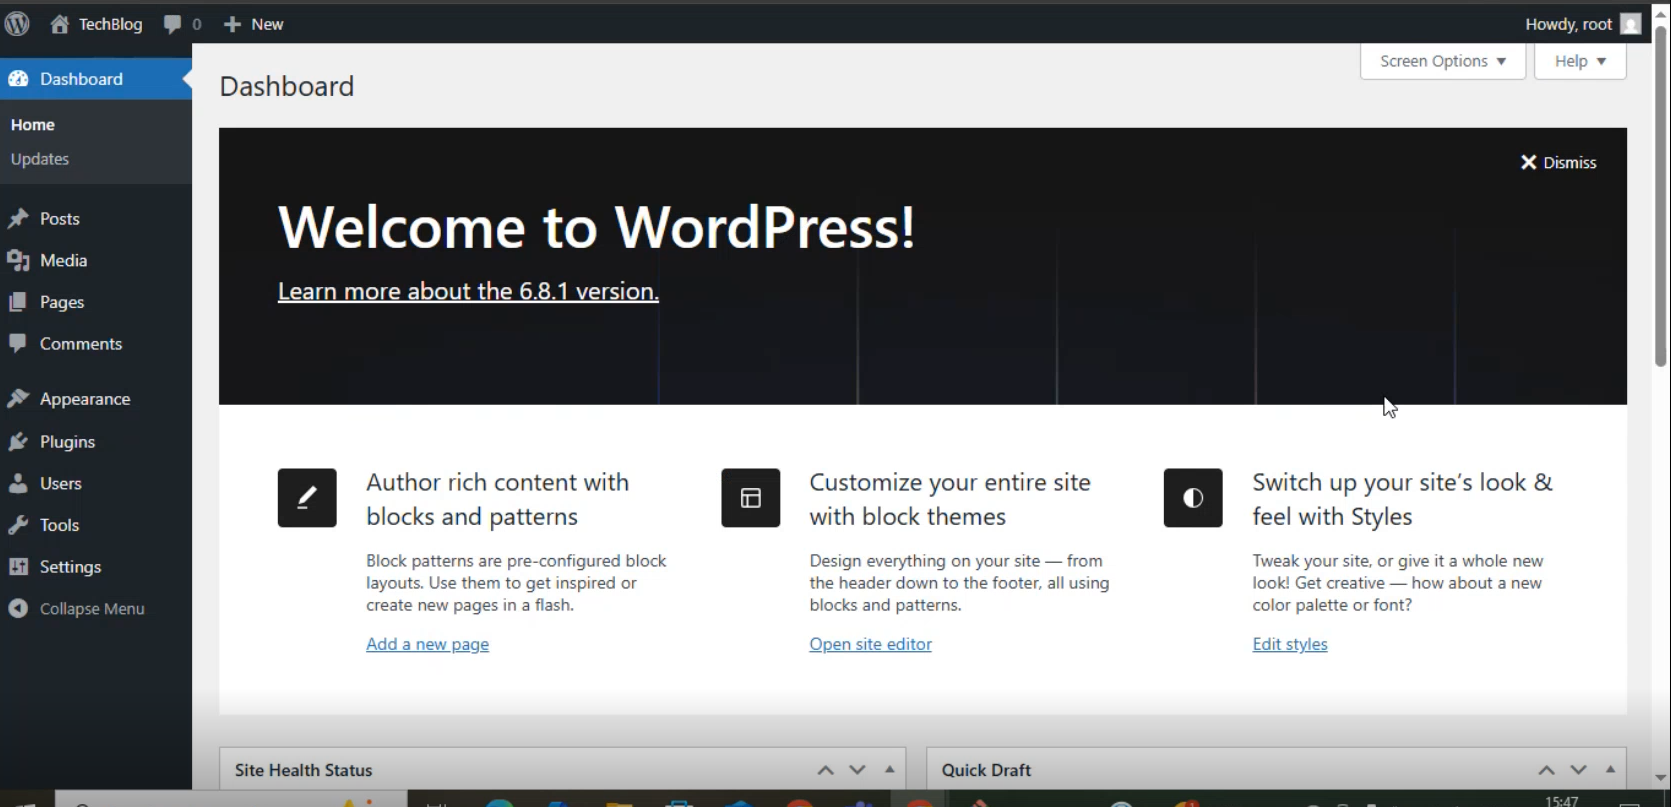 TechBlog
0
New
Howdy, root
Screen Options
Help
Dashboard
Home
Updates
Posts
Media
Pages
Comments
Appearance
Plugins
Users
Tools
Settings
Collapse Menu
Dashboard
Dismiss
Welcome to WordPress!
Learn more about the 6.8.1 version.
Author rich content with
blocks and patterns
Block patterns are pre-configured block
layouts. Use them to get inspired or
create new pages in a flash.
Add a new page
Customize your entire site
with block themes
Design everything on your site — from
the header down to the footer, all using
blocks and patterns.
Open site editor
Switch up your site’s look &
feel with Styles
Tweak your site, or give it a whole new
look! Get creative — how about a new
color palette or font?
Edit styles
Site Health Status
Quick Draft
15:47